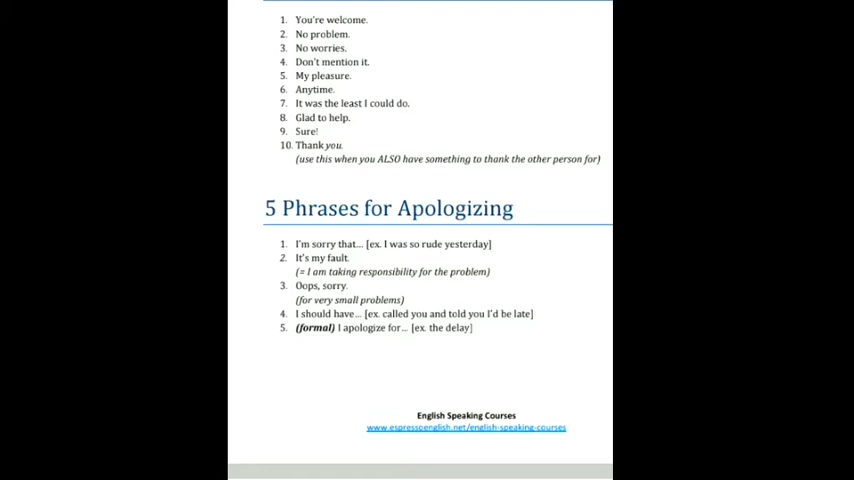 1. You're welcome.
2. No problem.
3. No worries.
4. Don't mention it.
5. My pleasure.
6. Anytime.
7. It was the least I could do.
8. Glad to help.
9. Sure!
10. Thank you.
(use this when you ALSO have something to thank the other person for)
5 Phrases for Apologizing
1. I'm sorry that... [ex. I was so rude yesterday]
2. It's my fault.
(= I am taking responsibility for the problem)
3. Oops, sorry.
(for very small problems)
4. I should have... [ex. called you and told you I'd be late]
5. (formal) I apologize for... [ex. the delay]
English Speaking Courses
www.espressoenglish.net/english-speaking-courses